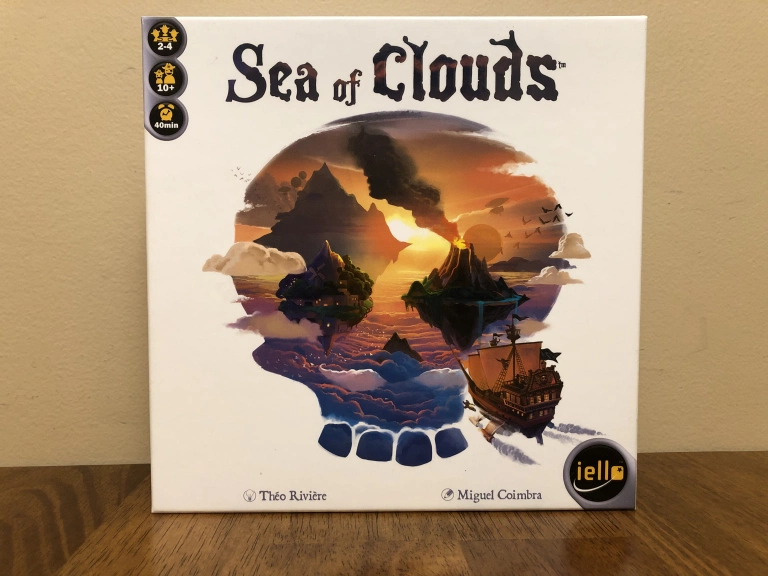 2-4
10+
40min
Sea of Clouds™
Théo Rivière
Miguel Coimbra
iello